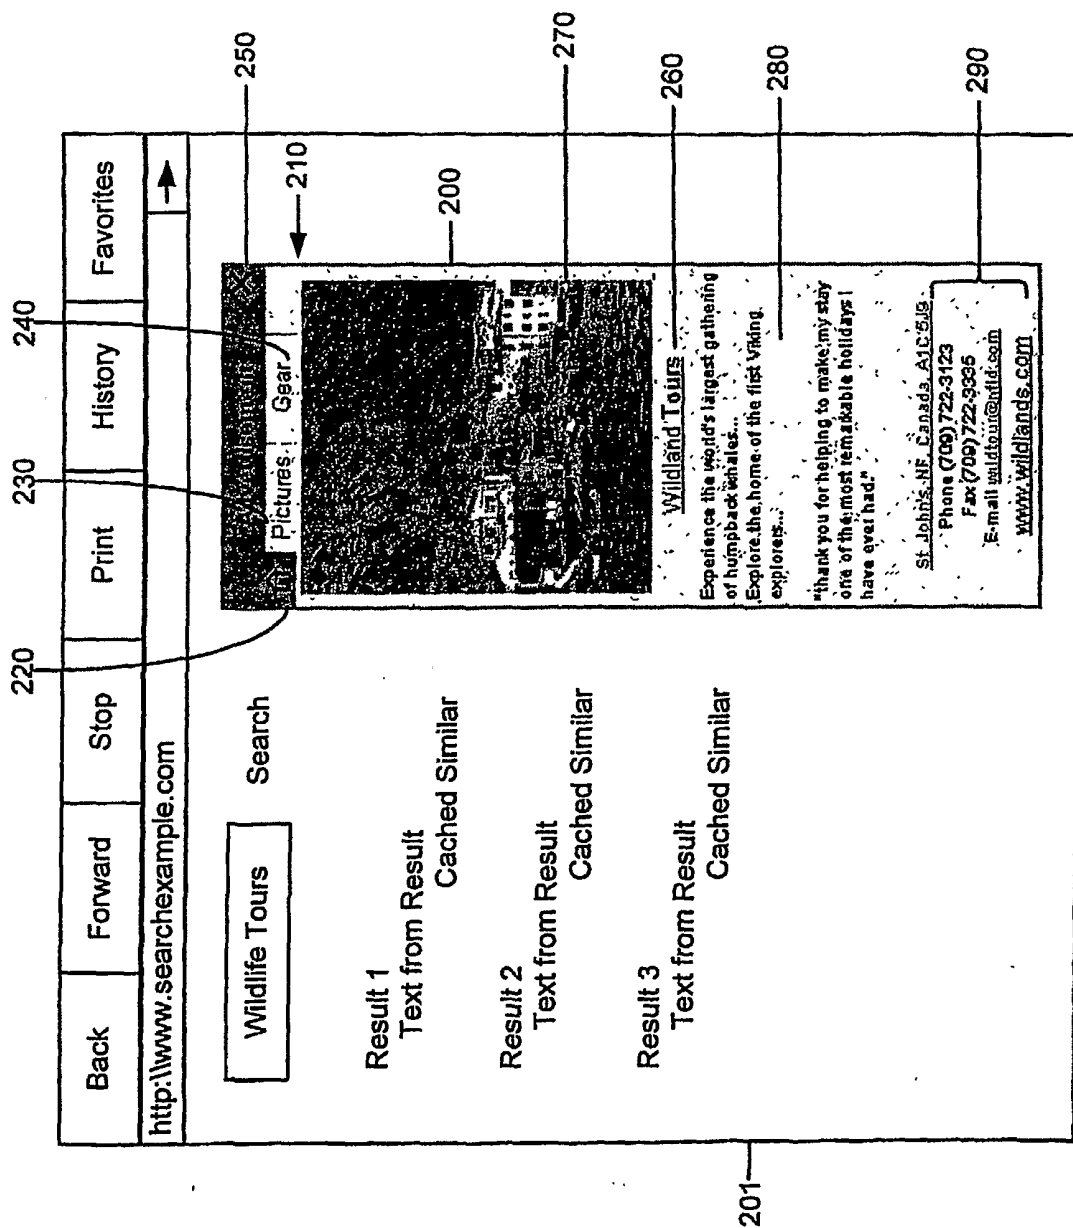 220 230 240
Back Forward Stop Print History Favorites
http:\\www.searchexample.com
250
Wildlife Tours Search
Pictures Gear
210
Result 1
Text from Result
Cached Similar
200
Result 2
Text from Result
Cached Similar
270
Result 3
Text from Result
Cached Similar
Wildland Tours
260
Experience the world's largest gathering
of humpback whales...
Explore the home of the first Viking
explorers...
280
"thank you for helping to make my stay
one of the most remarkable holidays I
have ever had."
St. John's, NF, Canada, A1C 5J9
Phone (709) 722-3123
Fax (709) 722-3335
E-mail wildtour@nfld.com
www.wildlands.com
290
201